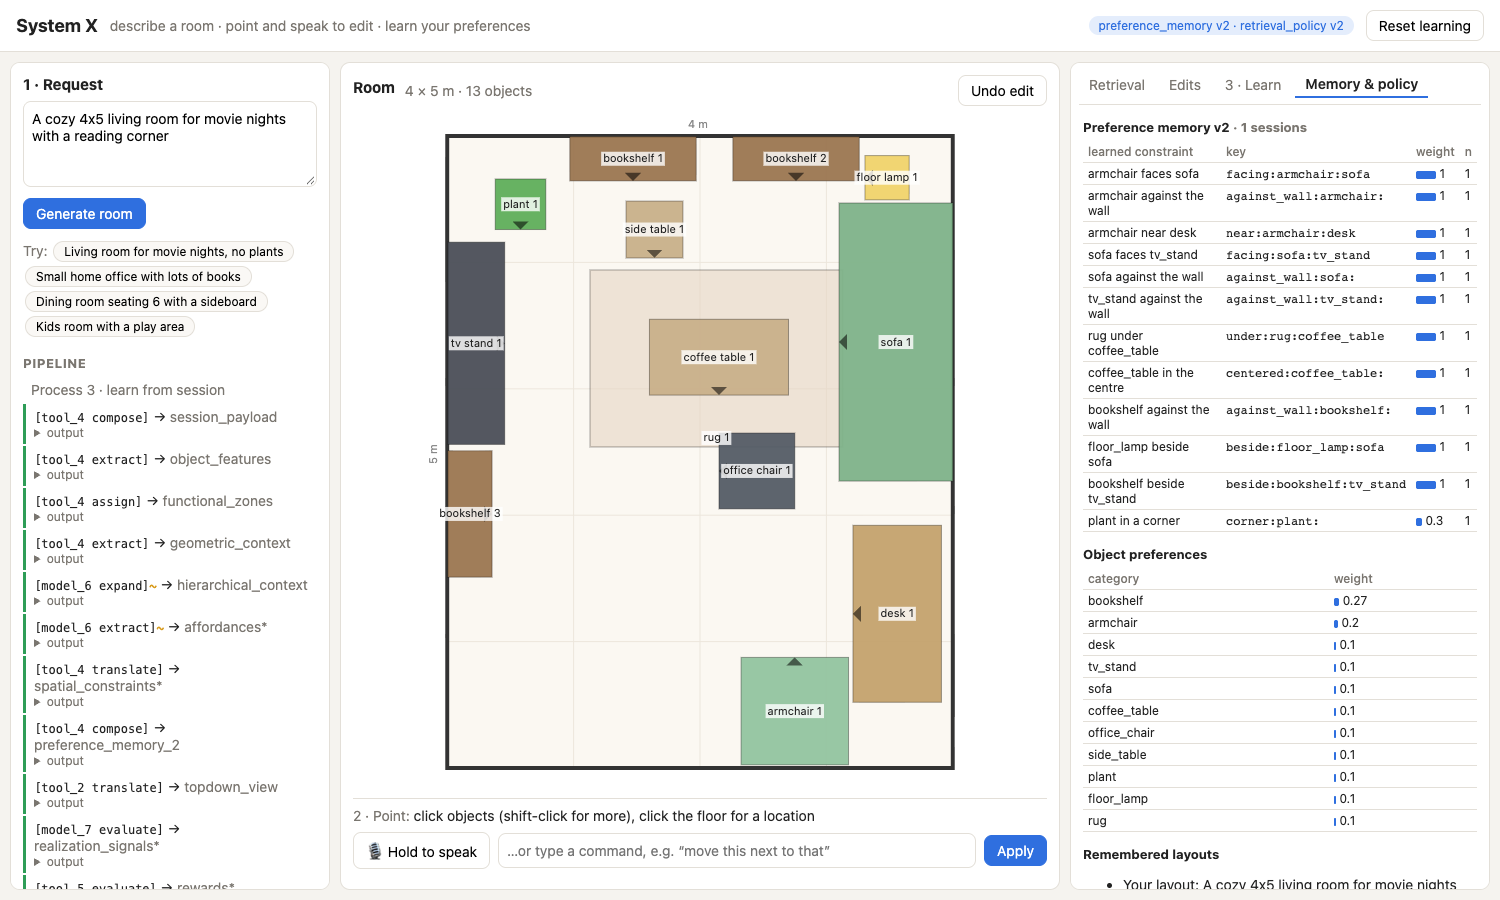 System X
describe a room · point and speak to edit · learn your preferences
preference_memory v2 · retrieval_policy v2
Reset learning
1 · Request
A cozy 4x5 living room for movie nights
with a reading corner
Generate room
Try:
Living room for movie nights, no plants
Small home office with lots of books
Dining room seating 6 with a sideboard
Kids room with a play area
PIPELINE
Process 3 · learn from session
[tool_4 compose] → session_payload
▶ output
[tool_4 extract] → object_features
▶ output
[tool_4 assign] → functional_zones
▶ output
[tool_4 extract] → geometric_context
▶ output
[model_6 expand]~ → hierarchical_context
▶ output
[model_6 extract]~ → affordances*
▶ output
[tool_4 translate] →
spatial_constraints*
▶ output
[tool_4 compose] →
preference_memory_2
▶ output
[tool_2 translate] → topdown_view
▶ output
[model_7 evaluate] →
realization_signals*
▶ output
[tool_5 evaluate] → rewards*
Room
4 × 5 m · 13 objects
Undo edit
4 m
5 m
bookshelf 1
bookshelf 2
floor lamp 1
plant 1
side table 1
tv stand 1
coffee table 1
sofa 1
rug 1
office chair 1
bookshelf 3
desk 1
armchair 1
2 · Point: click objects (shift-click for more), click the floor for a location
Hold to speak
…or type a command, e.g. “move this next to that”
Apply
Retrieval
Edits
3 · Learn
Memory & policy
Preference memory v2 · 1 sessions
learned constraint key weight n
armchair faces sofa facing:armchair:sofa 1 1
armchair against the
wall against_wall:armchair: 1 1
armchair near desk near:armchair:desk 1 1
sofa faces tv_stand facing:sofa:tv_stand 1 1
sofa against the wall against_wall:sofa: 1 1
tv_stand against the
wall against_wall:tv_stand: 1 1
rug under
coffee_table under:rug:coffee_table 1 1
coffee_table in the
centre centered:coffee_table: 1 1
bookshelf against the
wall against_wall:bookshelf: 1 1
floor_lamp beside
sofa beside:floor_lamp:sofa 1 1
bookshelf beside
tv_stand beside:bookshelf:tv_stand 1 1
plant in a corner corner:plant: 0.3 1
Object preferences
category weight
bookshelf 0.27
armchair 0.2
desk 0.1
tv_stand 0.1
sofa 0.1
coffee_table 0.1
office_chair 0.1
side_table 0.1
plant 0.1
floor_lamp 0.1
rug 0.1
Remembered layouts
• Your layout: A cozy 4x5 living room for movie nights